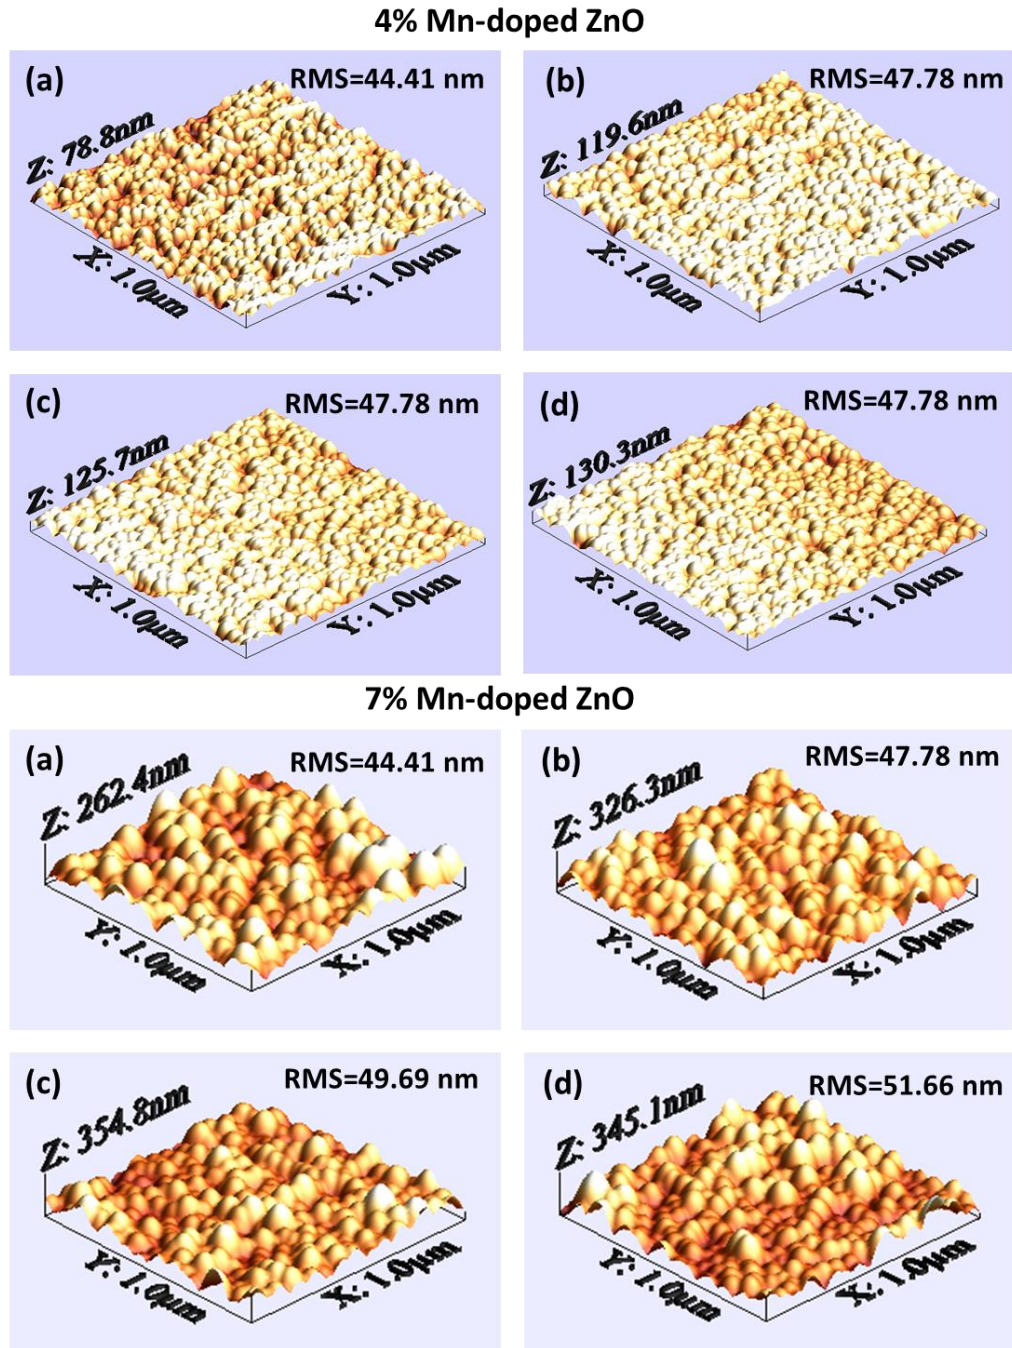 4% Mn-doped ZnO
(a)
RMS=44.41 nm
Z: 78.8nm
X: 1.0µm
Y: 1.0µm
(b)
RMS=47.78 nm
Z: 119.6nm
X: 1.0µm
Y: 1.0µm
(c)
RMS=47.78 nm
Z: 125.7nm
X: 1.0µm
Y: 1.0µm
(d)
RMS=47.78 nm
Z: 130.3nm
X: 1.0µm
Y: 1.0µm
7% Mn-doped ZnO
(a)
RMS=44.41 nm
Z: 262.4nm
Y: 1.0µm
X: 1.0µm
(b)
RMS=47.78 nm
Z: 326.3nm
Y: 1.0µm
X: 1.0µm
(c)
RMS=49.69 nm
Z: 354.8nm
Y: 1.0µm
X: 1.0µm
(d)
RMS=51.66 nm
Z: 345.1nm
Y: 1.0µm
X: 1.0µm